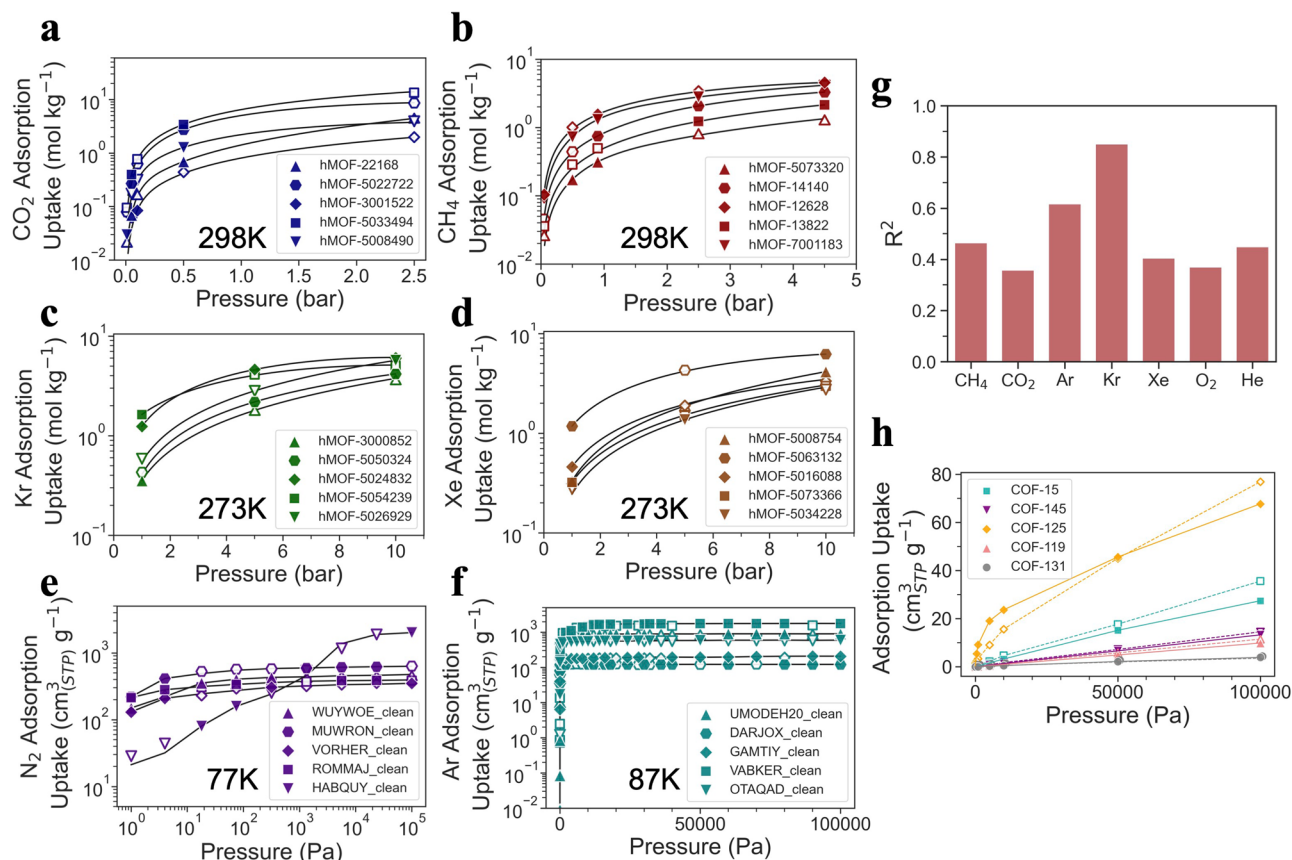 a
CO2 Adsorption
Uptake (mol kg−1)
10^1
10^0
10^−1
10^−2
0.0 0.5 1.0 1.5 2.0 2.5
Pressure (bar)
298K
hMOF-22168
hMOF-5022722
hMOF-3001522
hMOF-5033494
hMOF-5008490
b
CH4 Adsorption
Uptake (mol kg−1)
10^1
10^0
10^−1
10^−2
0 1 2 3 4 5
Pressure (bar)
298K
hMOF-5073320
hMOF-14140
hMOF-12628
hMOF-13822
hMOF-7001183
c
Kr Adsorption
Uptake (mol kg−1)
10^1
10^0
10^−1
0 2 4 6 8 10
Pressure (bar)
273K
hMOF-3000852
hMOF-5050324
hMOF-5024832
hMOF-5054239
hMOF-5026929
d
Xe Adsorption
Uptake (mol kg−1)
10^1
10^0
10^−1
0 2 4 6 8 10
Pressure (bar)
273K
hMOF-5008754
hMOF-5063132
hMOF-5016088
hMOF-5073366
hMOF-5034228
e
N2 Adsorption
Uptake (cm3(STP) g−1)
10^3
10^2
10^1
10^0 10^1 10^2 10^3 10^4 10^5
Pressure (Pa)
77K
WUYWOE_clean
MUWRON_clean
VORHER_clean
ROMMAJ_clean
HABQUY_clean
f
Ar Adsorption
Uptake (cm3(STP) g−1)
10^3
10^2
10^1
10^0
10^−1
10^−2
0 50000 100000
Pressure (Pa)
87K
UMODEH20_clean
DARJOX_clean
GAMTIY_clean
VABKER_clean
OTAQAD_clean
g
R2
1.0
0.8
0.6
0.4
0.2
0.0
CH4 CO2 Ar Kr Xe O2 He
h
Adsorption Uptake
(cm3STP g−1)
80
60
40
20
0
0 50000 100000
Pressure (Pa)
COF-15
COF-145
COF-125
COF-119
COF-131